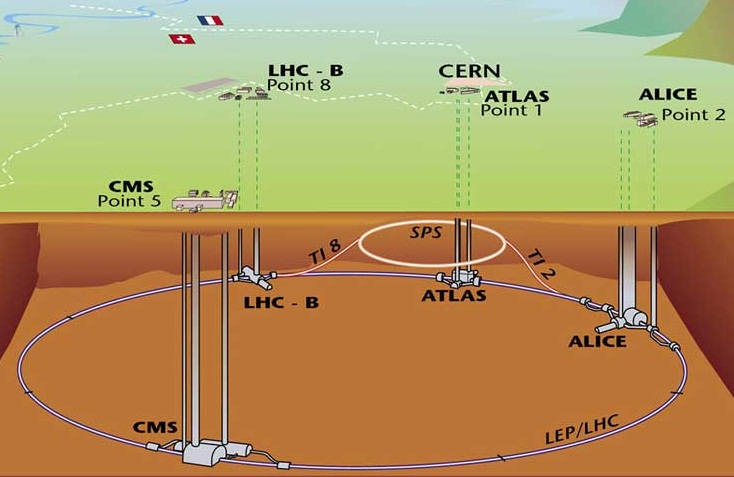 LHC - B
Point 8
CERN
ATLAS
Point 1
ALICE
Point 2
CMS
Point 5
SPS
TI 8
TI 2
LHC - B
ATLAS
ALICE
CMS
LEP/LHC